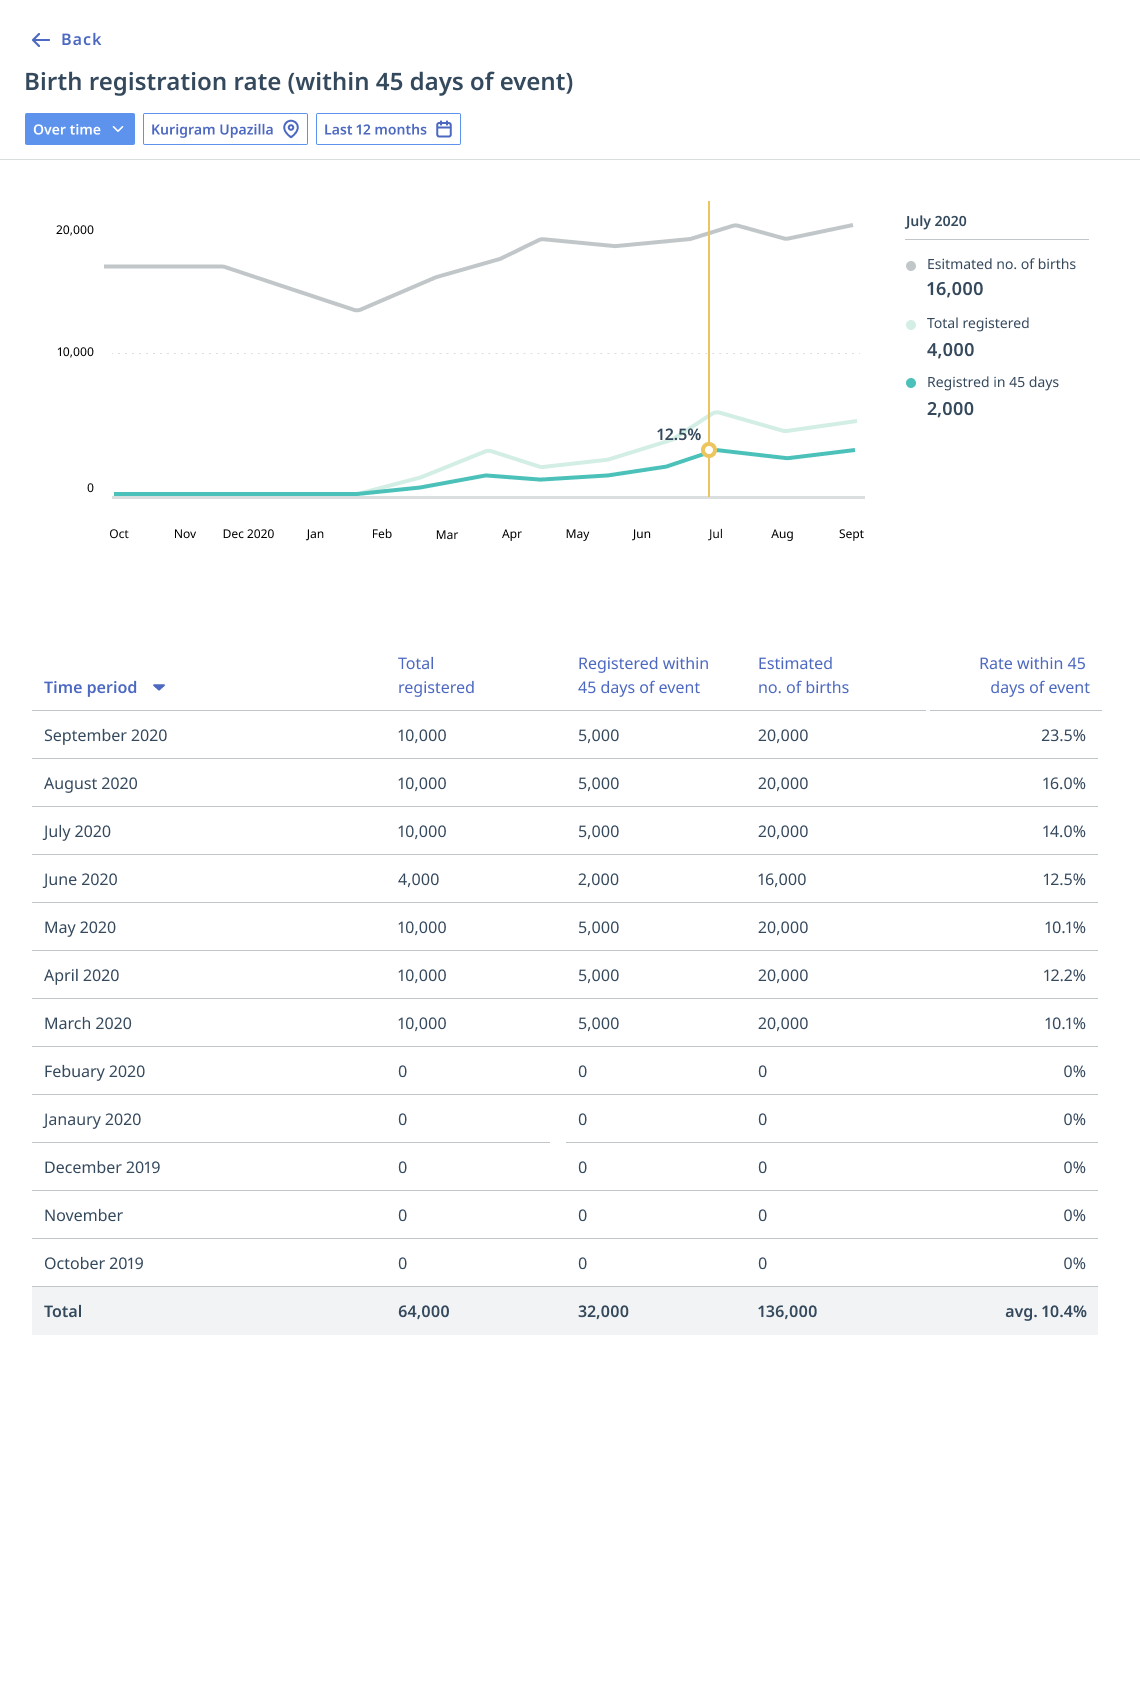 Back
Birth registration rate (within 45 days of event)
Over time
Kurigram Upazilla
Last 12 months
20,000
10,000
0
12.5%
Oct Nov Dec 2020 Jan Feb Mar Apr May Jun Jul Aug Sept
July 2020
Esitmated no. of births
16,000
Total registered
4,000
Registred in 45 days
2,000
Time period
Total
registered
Registered within
45 days of event
Estimated
no. of births
Rate within 45
days of event
September 2020 10,000 5,000 20,000 23.5%
August 2020 10,000 5,000 20,000 16.0%
July 2020 10,000 5,000 20,000 14.0%
June 2020 4,000 2,000 16,000 12.5%
May 2020 10,000 5,000 20,000 10.1%
April 2020 10,000 5,000 20,000 12.2%
March 2020 10,000 5,000 20,000 10.1%
Febuary 2020 0 0 0 0%
Janaury 2020 0 0 0 0%
December 2019 0 0 0 0%
November 0 0 0 0%
October 2019 0 0 0 0%
Total 64,000 32,000 136,000 avg. 10.4%